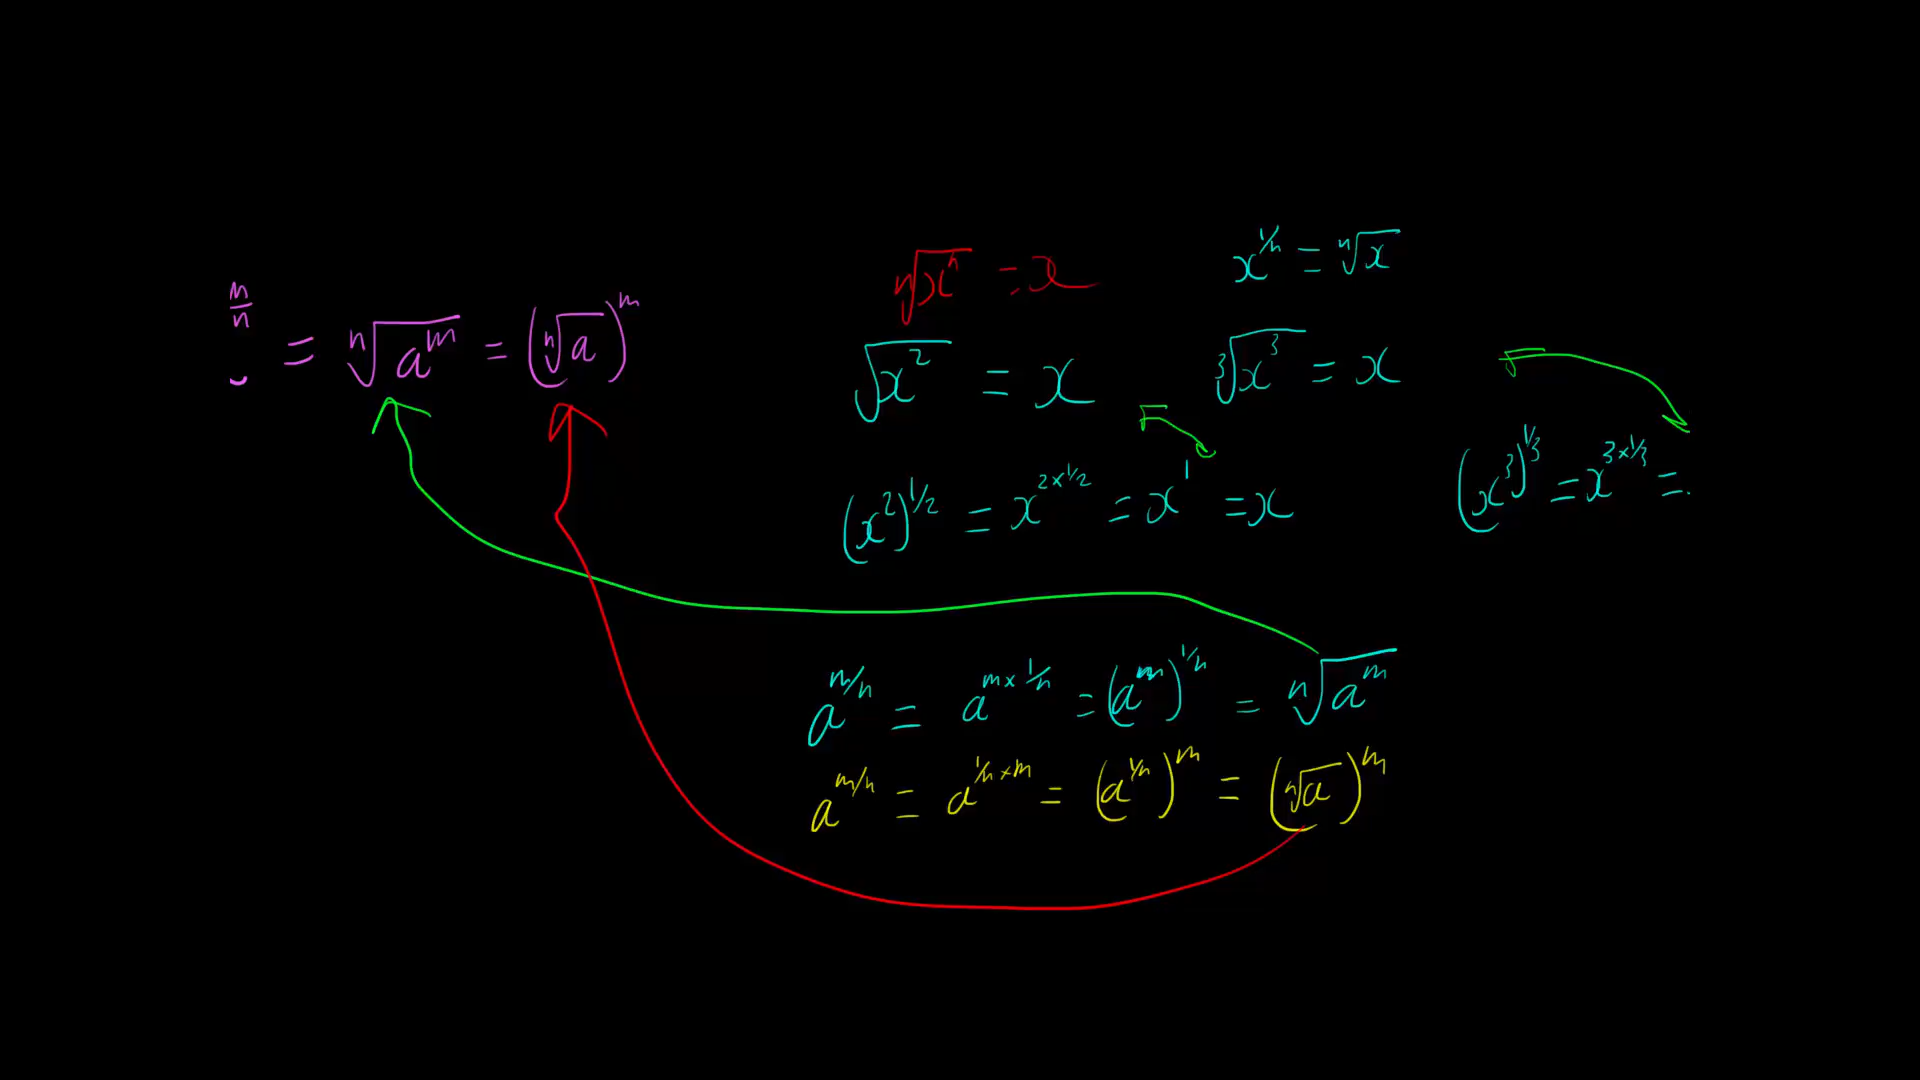 m/n = ⁿ√(aᵐ) = (ⁿ√a)ᵐ
ⁿ√(xⁿ) = x
x^(1/n) = ⁿ√x
√(x²) = x
³√(x³) = x
(x²)^(1/2) = x^(2×1/2) = x¹ = x
(x³)^(1/3) = x^(3×1/3) =
a^(m/n) = a^(m×1/n) = (aᵐ)^(1/n) = ⁿ√(aᵐ)
a^(m/n) = a^(1/n×m) = (a^(1/n))ᵐ = (ⁿ√a)ᵐ